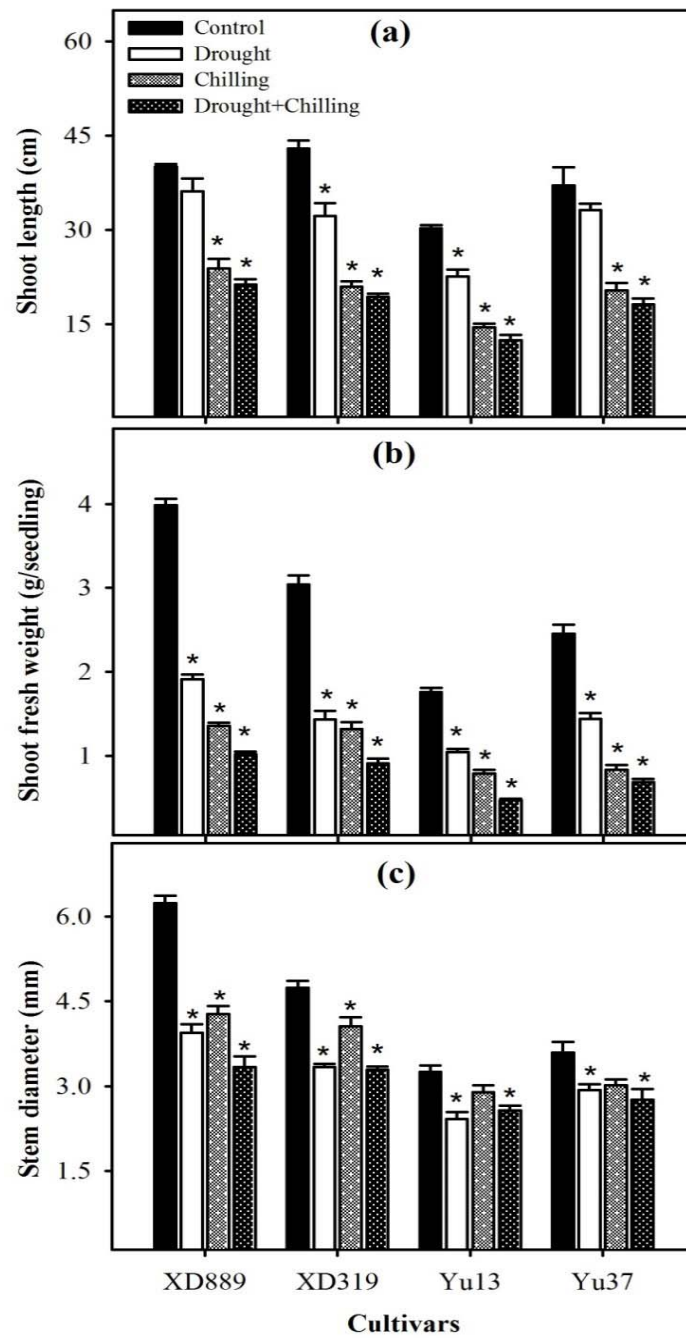 (a)
Control
Drought
Chilling
Drought+Chilling
60
45
30
15
Shoot length (cm)
* * * * * * * * * *
(b)
4
3
2
1
Shoot fresh weight (g/seedling)
* * * * * * * * * * * *
(c)
6.0
4.5
3.0
1.5
Stem diameter (mm)
* * * * * * * * * *
XD889 XD319 Yu13 Yu37
Cultivars